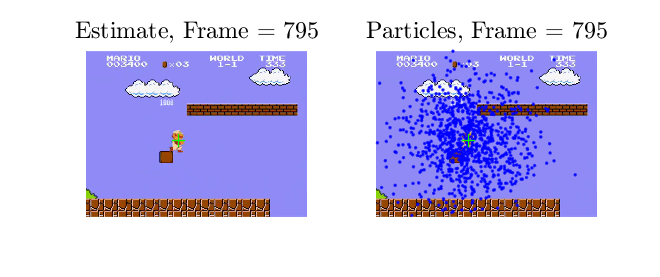 Estimate, Frame = 795
MARIO WORLD TIME
003400 ×03 1-1 333
1000
Particles, Frame = 795
MARIO WORLD TIME
003400 ×03 1-1 333